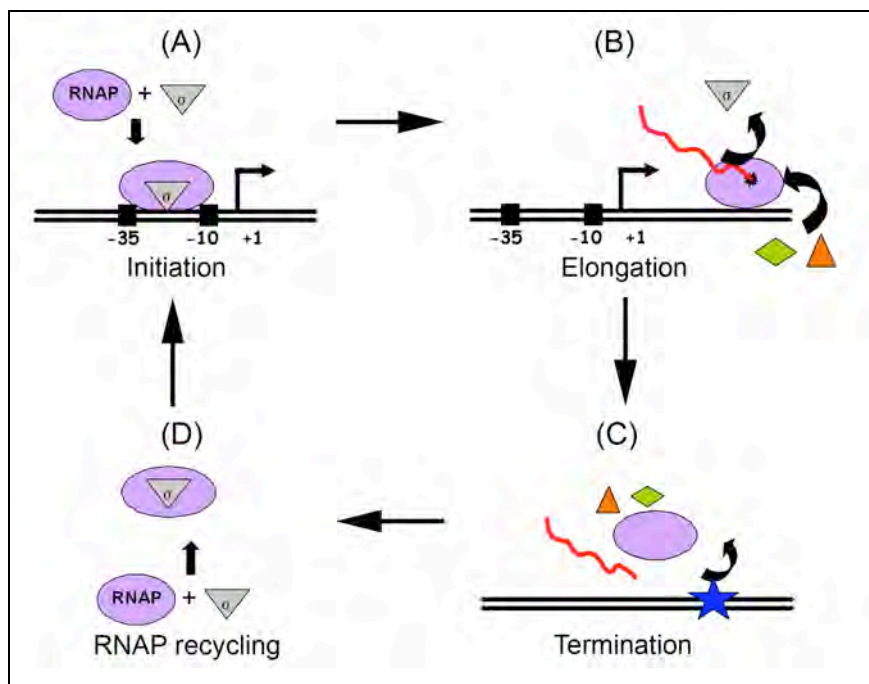 (A)
RNAP + σ
σ
-35 -10 +1
Initiation
(B)
σ
-35 -10 +1
Elongation
(D)
σ
RNAP + σ
RNAP recycling
(C)
Termination